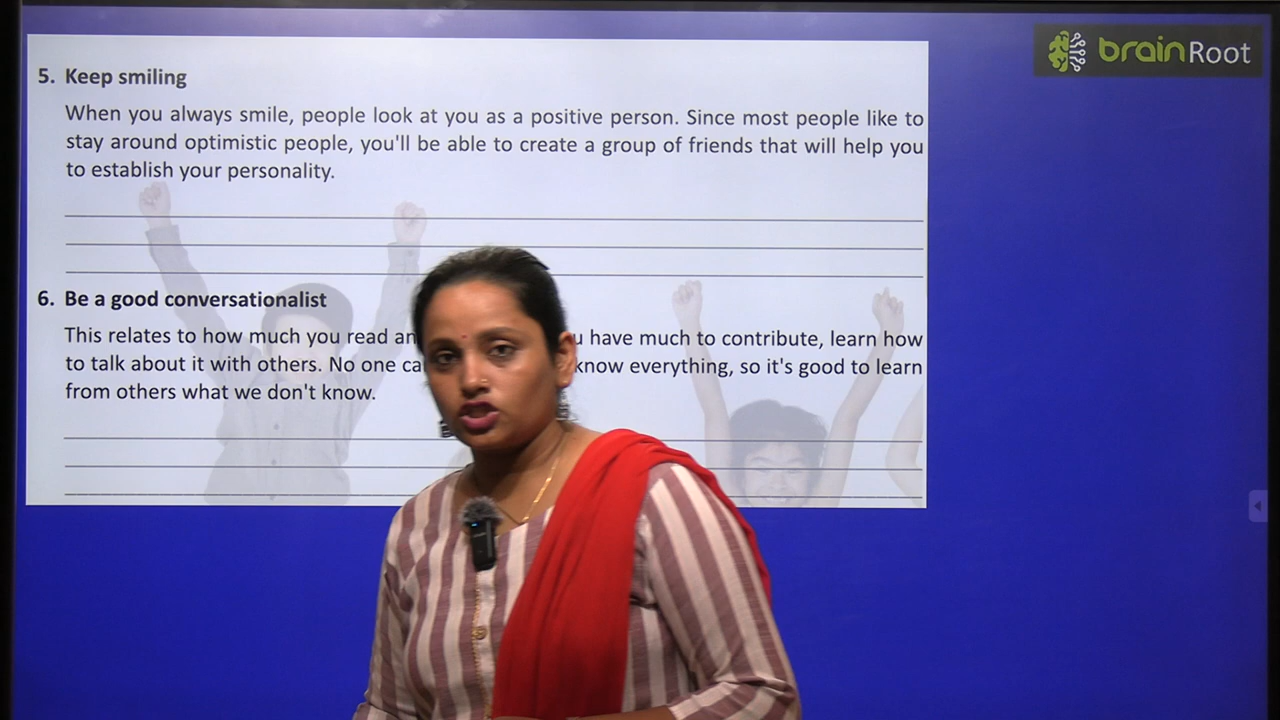 brainRoot
5. Keep smiling
When you always smile, people look at you as a positive person. Since most people like to
stay around optimistic people, you'll be able to create a group of friends that will help you
to establish your personality.
6. Be a good conversationalist
This relates to how much you read an u have much to contribute, learn how
to talk about it with others. No one ca know everything, so it's good to learn
from others what we don't know.